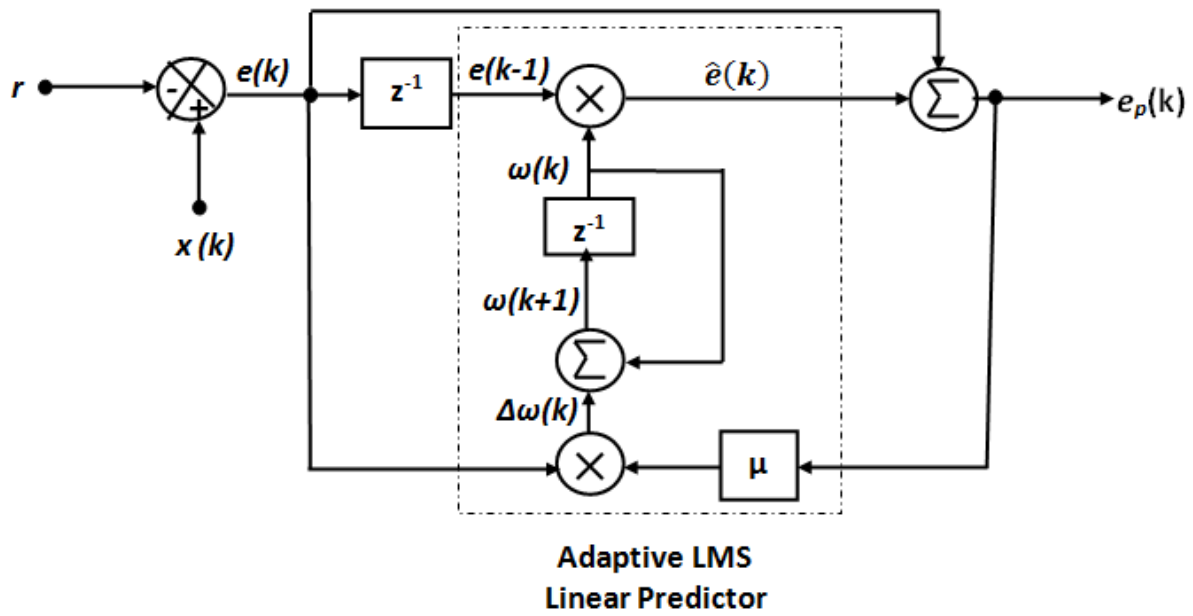 r
-
+
e(k)
x (k)
z⁻¹
e(k-1)
×
ê(k)
Σ
eₚ(k)
ω(k)
z⁻¹
ω(k+1)
Σ
Δω(k)
×
μ
Adaptive LMS
Linear Predictor